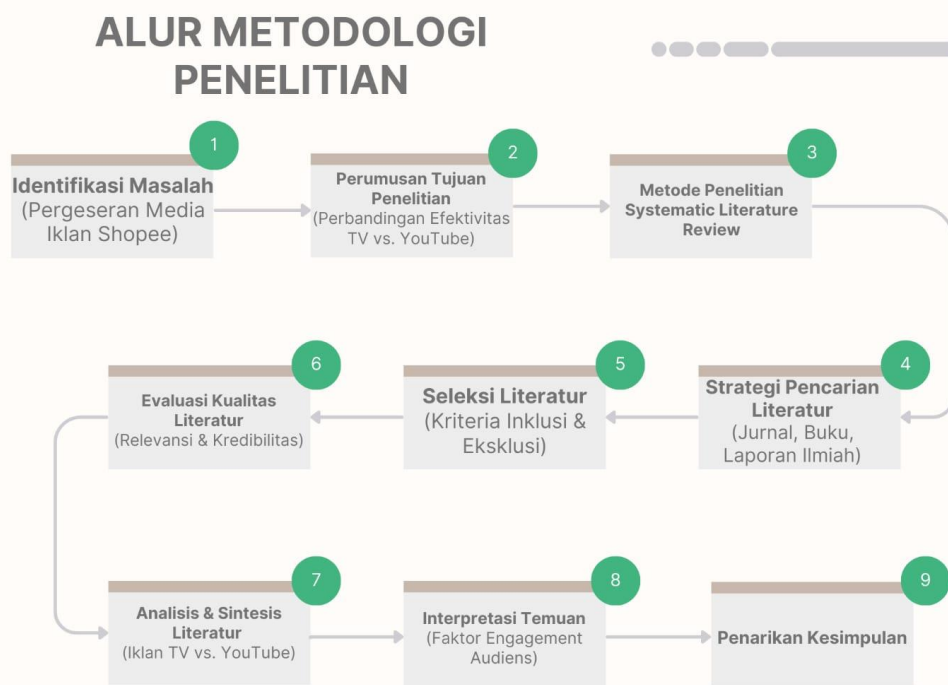 ALUR METODOLOGI
PENELITIAN
1
Identifikasi Masalah
(Pergeseran Media
Iklan Shopee)
2
Perumusan Tujuan
Penelitian
(Perbandingan Efektivitas
TV vs. YouTube)
3
Metode Penelitian
Systematic Literature
Review
4
Strategi Pencarian
Literatur
(Jurnal, Buku,
Laporan Ilmiah)
5
Seleksi Literatur
(Kriteria Inklusi &
Eksklusi)
6
Evaluasi Kualitas
Literatur
(Relevansi & Kredibilitas)
7
Analisis & Sintesis
Literatur
(Iklan TV vs. YouTube)
8
Interpretasi Temuan
(Faktor Engagement
Audiens)
9
Penarikan Kesimpulan